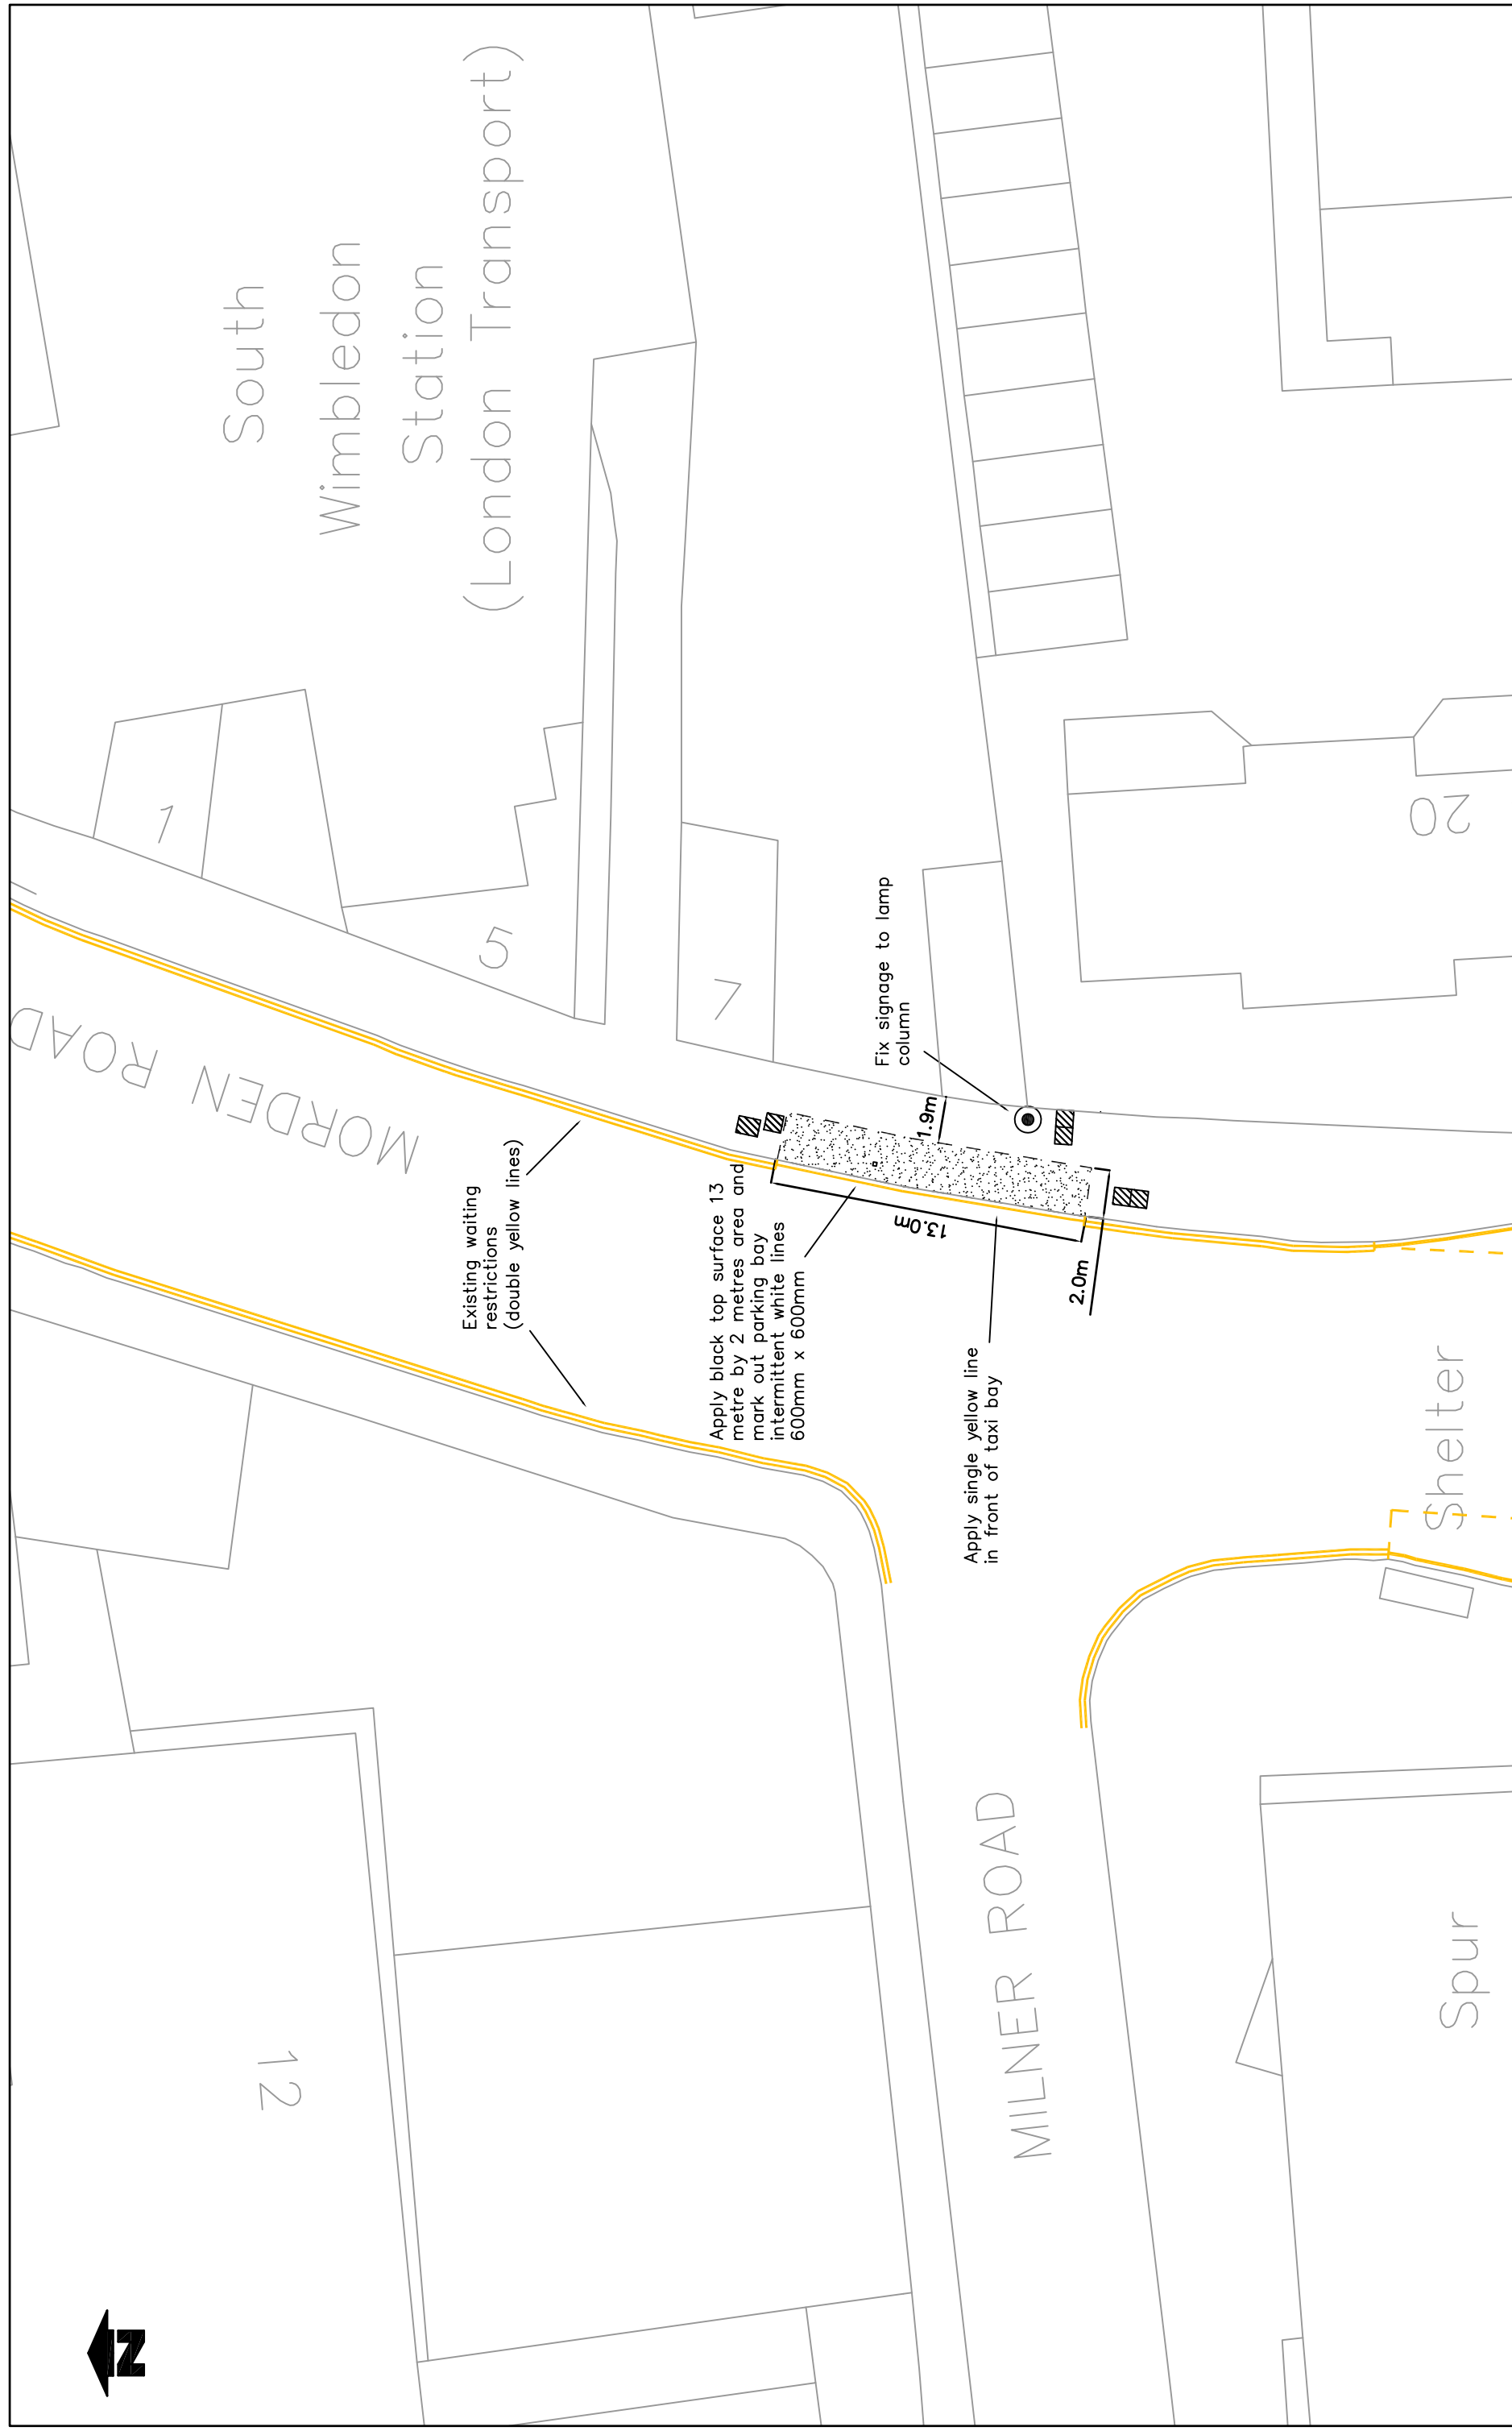 South
Wimbledon
Station
(London Transport)
1
5
7
MORDEN ROAD
20
Fix signage to lamp
column
1.9m
13.0m
2.0m
Existing waiting
restrictions
(double yellow lines)
Apply black top surface 13
metre by 2 metres area and
mark out parking bay
intermittent white lines
600mm x 600mm
Apply single yellow line
in front of taxi bay
Shelter
MILNER ROAD
Spur
12
N